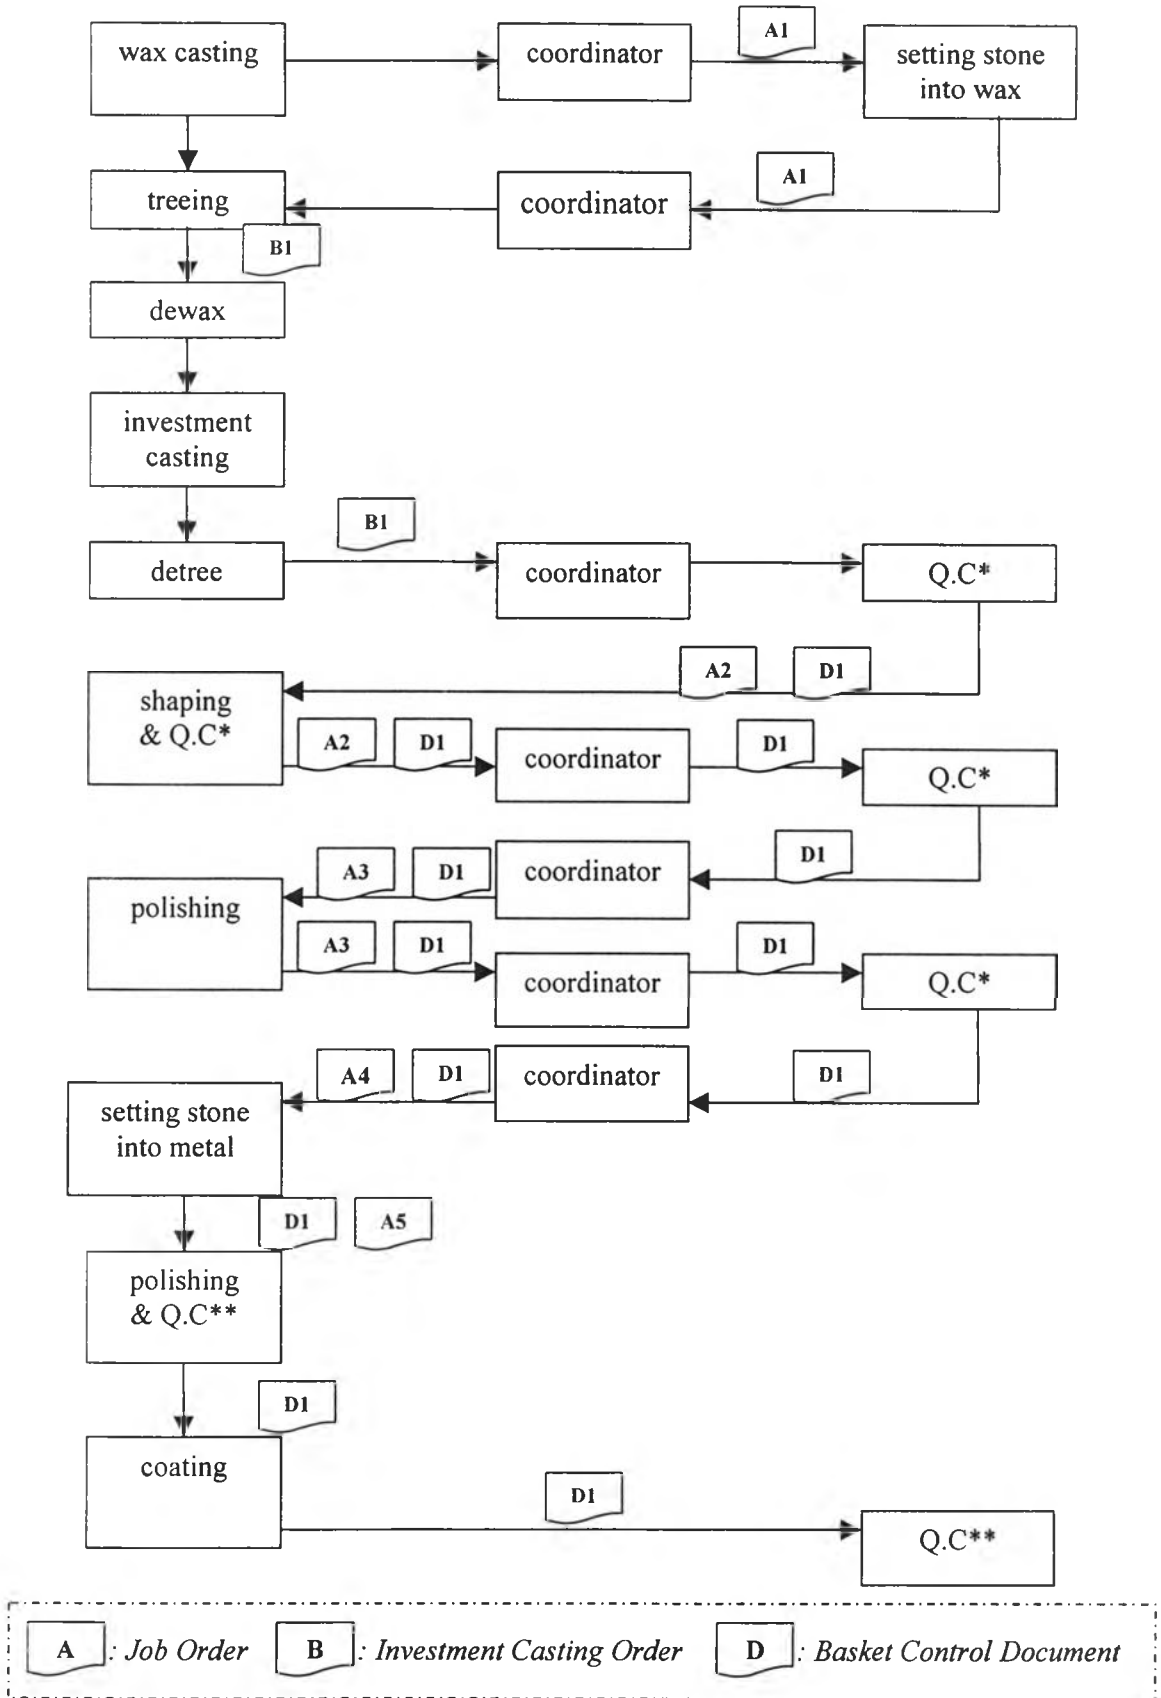 A1
wax casting
coordinator
setting stone
into wax
A1
treeing
coordinator
B1
dewax
investment
casting
B1
detree
coordinator
Q.C*
A2
D1
shaping
& Q.C*
A2
D1
coordinator
D1
Q.C*
A3
D1
coordinator
D1
polishing
A3
D1
coordinator
D1
Q.C*
A4
D1
coordinator
D1
setting stone
into metal
D1
A5
polishing
& Q.C**
D1
coating
D1
Q.C**
A : Job Order B : Investment Casting Order D : Basket Control Document